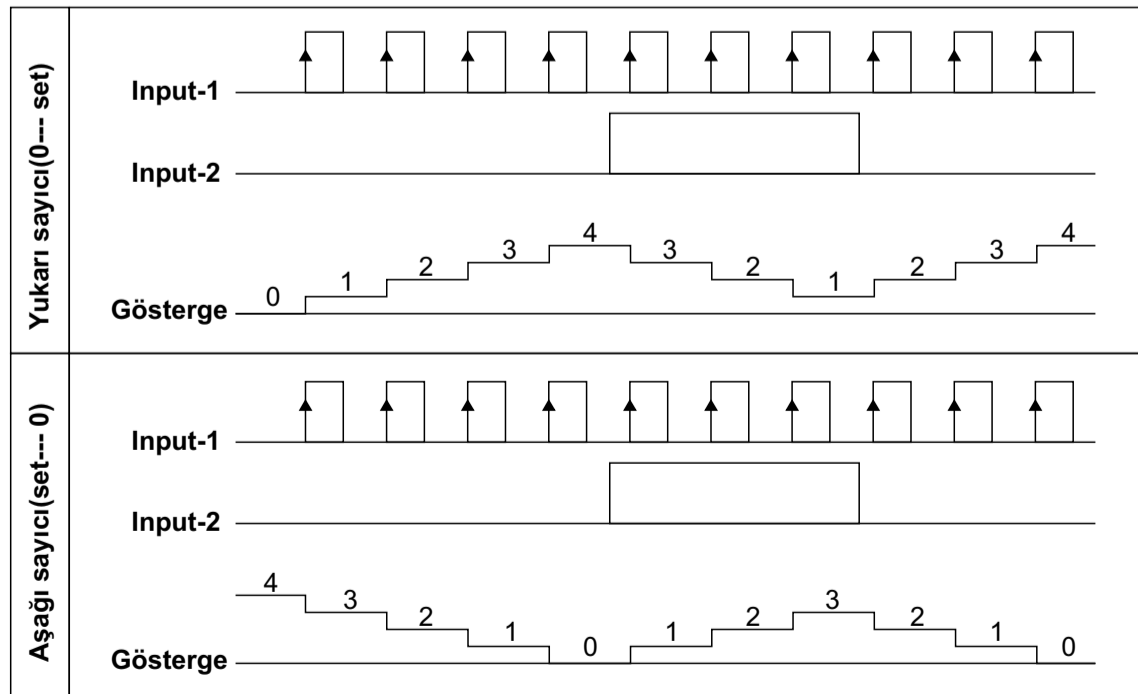 Yukarı sayıcı(0--- set)
Input-1
Input-2
0 1 2 3 4 3 2 1 2 3 4
Gösterge
Aşağı sayıcı(set--- 0)
Input-1
Input-2
4 3 2 1 0 1 2 3 2 1 0
Gösterge